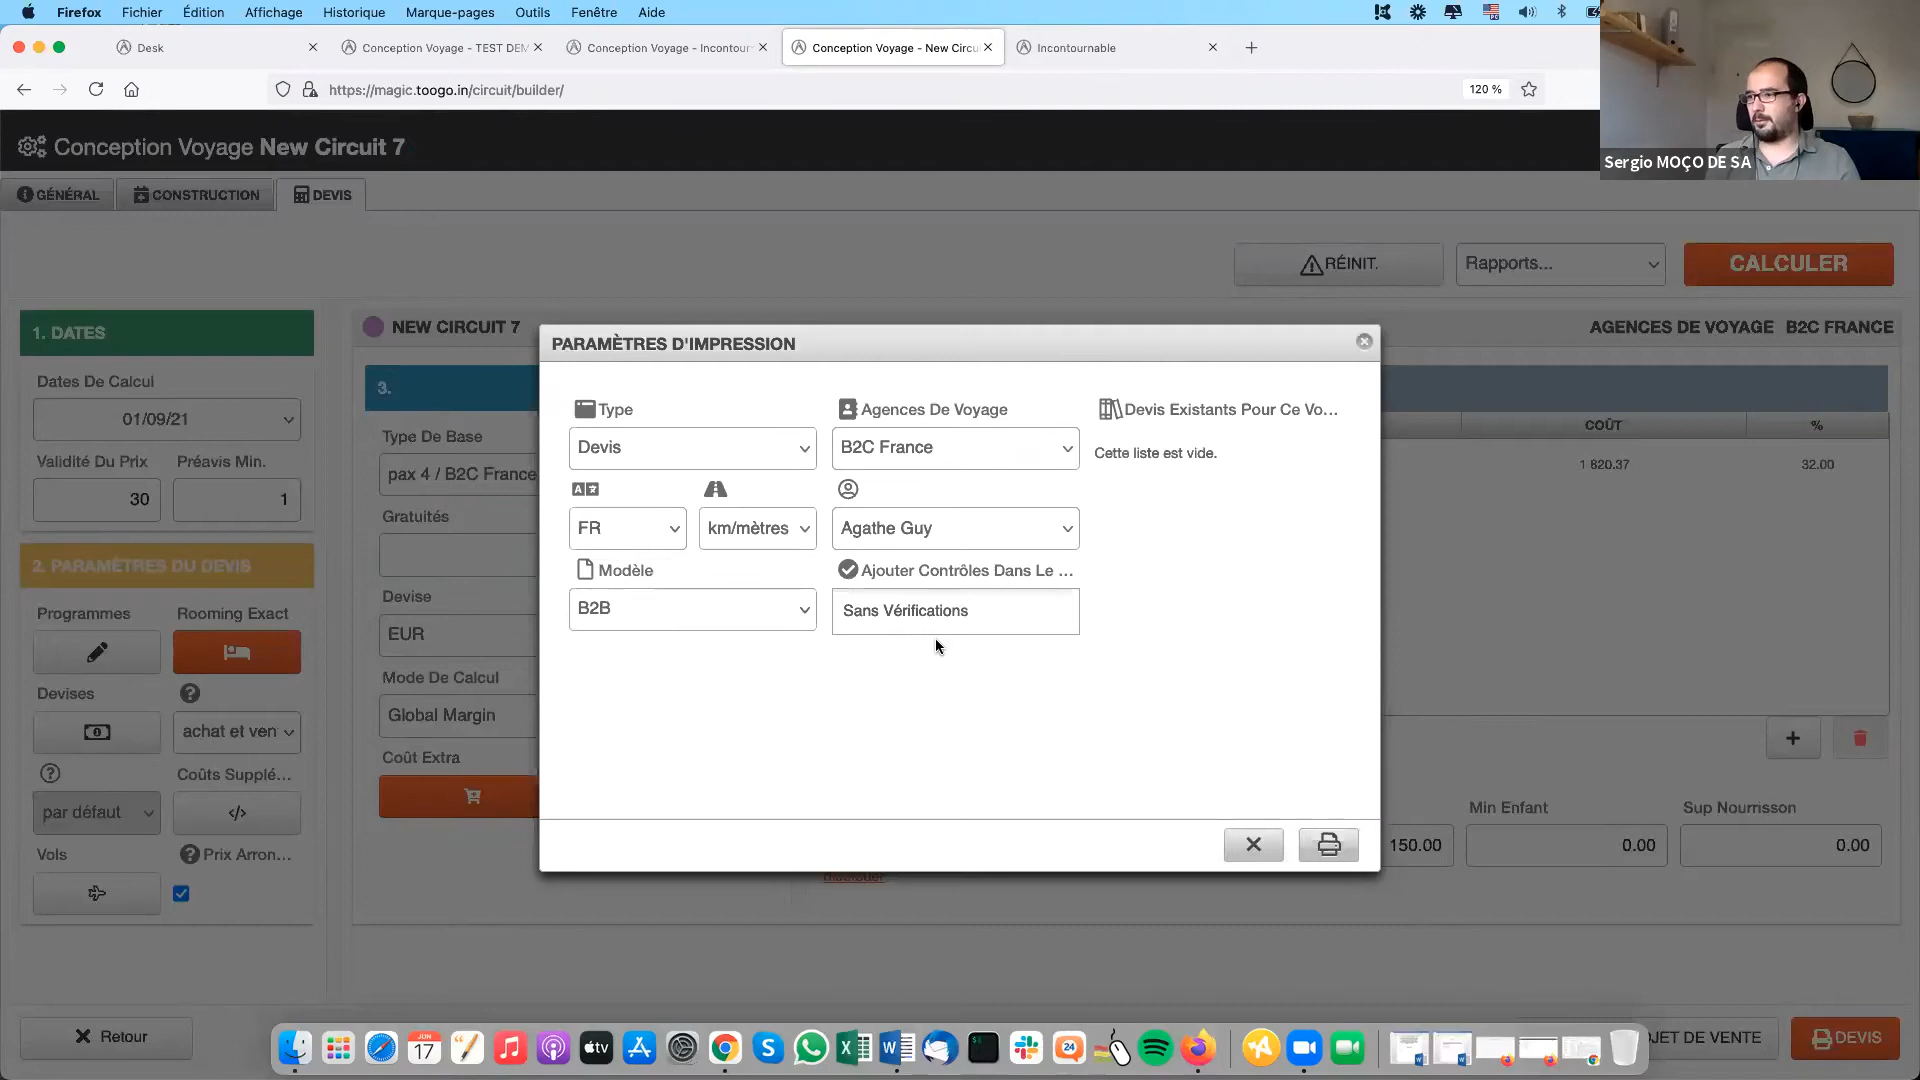 Firefox Fichier Édition Affichage Historique Marque-pages Outils Fenêtre Aide
Desk
Conception Voyage - TEST DEM
Conception Voyage - Incontour
Conception Voyage - New Circu
Incontournable
https://magic.toogo.in/circuit/builder/
120 %
Conception Voyage New Circuit 7
Sergio MOÇO DE SA
GÉNÉRAL
CONSTRUCTION
DEVIS
RÉINIT.
Rapports...
CALCULER
1. DATES
NEW CIRCUIT 7
AGENCES DE VOYAGE B2C FRANCE
PARAMÈTRES D'IMPRESSION
Dates De Calcul
01/09/21
3.
Type
Agences De Voyage
Devis Existants Pour Ce Vo...
COÛT
%
Type De Base
Devis
B2C France
Cette liste est vide.
Validité Du Prix
Préavis Min.
pax 4 / B2C France
1 820.37
32.00
30
1
Gratuités
FR
km/mètres
Agathe Guy
2. PARAMÈTRES DU DEVIS
Modèle
Ajouter Contrôles Dans Le ...
Devise
B2B
Sans Vérifications
Programmes
Rooming Exact
EUR
Mode De Calcul
Devises
Global Margin
achat et ven
Coût Extra
Coûts Supplé...
par défaut
Min Enfant
Sup Nourrisson
Vols
Prix Arron...
150.00
0.00
0.00
Retour
JET DE VENTE
DEVIS
JUN
17
tv
24